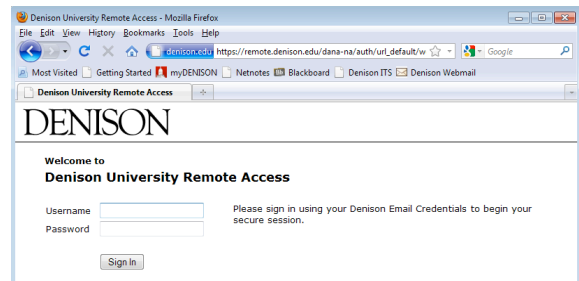 Denison University Remote Access - Mozilla Firefox
File Edit View History Bookmarks Tools Help
denison.edu https://remote.denison.edu/dana-na/auth/url_default/w Google
Most Visited Getting Started myDENISON Netnotes Blackboard Denison ITS Denison Webmail
Denison University Remote Access
DENISON
Welcome to
Denison University Remote Access
Username Please sign in using your Denison Email Credentials to begin your
secure session.
Password
Sign In